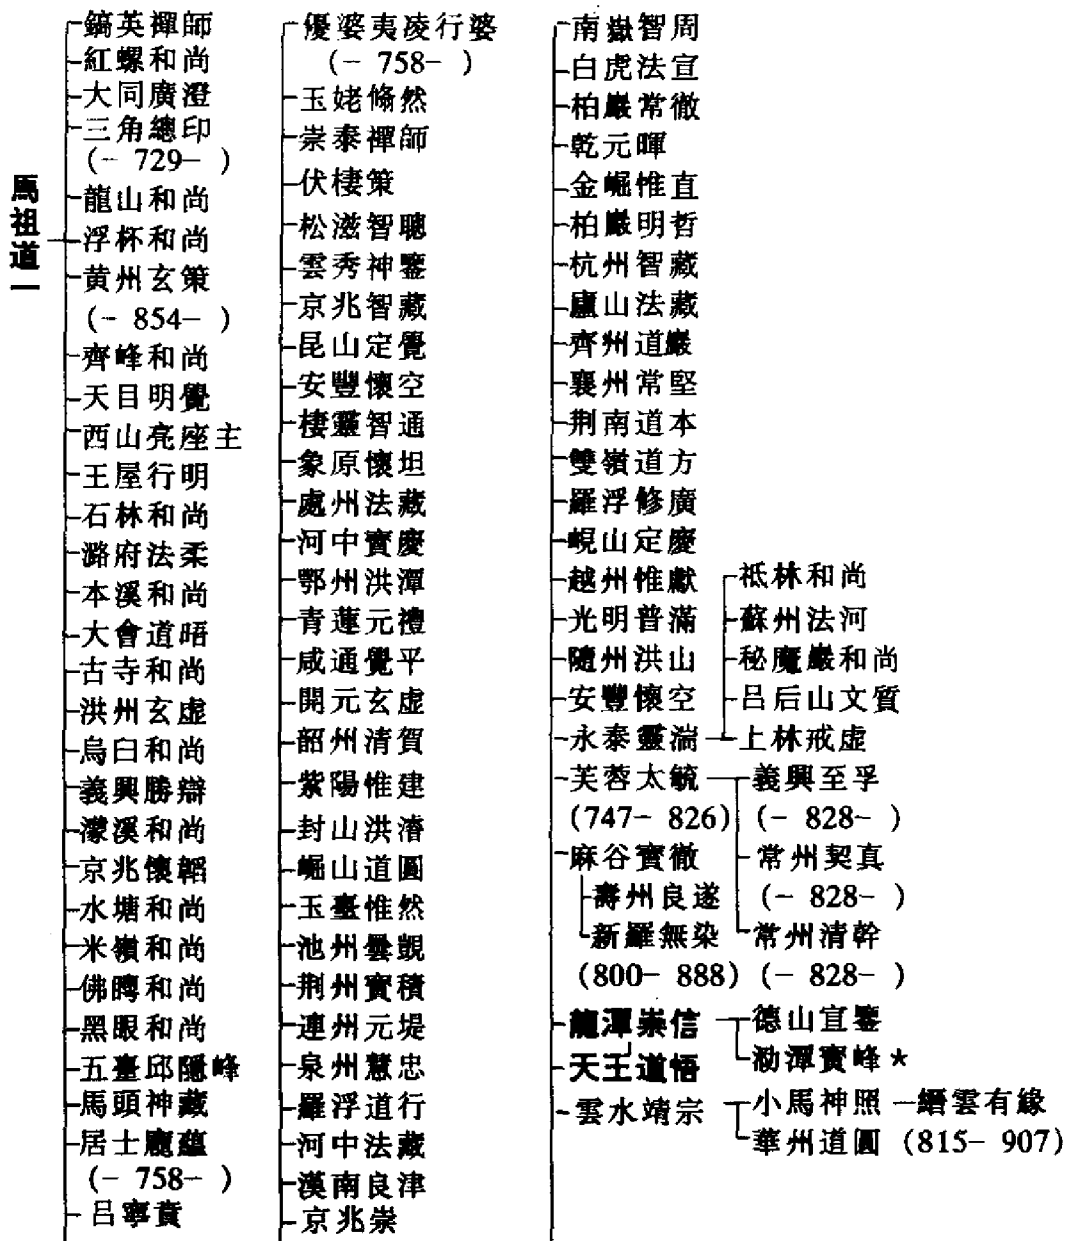 馬祖道一
鎬英禪師
紅螺和尚
大同廣澄
三角總印
(- 729- )
龍山和尚
浮杯和尚
黄州玄策
(- 854- )
齊峰和尚
天目明覺
西山亮座主
王屋行明
石林和尚
潞府法柔
本溪和尚
大會道晤
古寺和尚
洪州玄虛
烏臼和尚
義興勝辯
濛溪和尚
京兆懷韜
水塘和尚
米嶺和尚
佛𡼏和尚
黑眼和尚
五臺邱隱峰
馬頭神藏
居士龐蘊
(- 758- )
呂寧賁
優婆夷凌行婆
(- 758- )
玉姥翛然
崇泰禪師
伏棲策
松滋智聰
雲秀神鑒
京兆智藏
昆山定覺
安豐懷空
棲靈智通
象原懷坦
處州法藏
河中寶慶
鄂州洪潭
青蓮元禮
咸通覺平
開元玄虛
韶州清賀
紫陽惟建
封山洪濬
崛山道圓
玉臺惟然
池州曇覬
荆州寶積
連州元堤
泉州慧忠
羅浮道行
河中法藏
漢南良津
京兆崇
南嶽智周
白虎法宣
柏巖常徹
乾元暉
金崛惟直
柏巖明哲
杭州智藏
廬山法藏
齊州道巖
襄州常堅
荆南道本
雙嶺道方
羅浮修廣
峴山定慶
越州惟獻
光明普滿
隨州洪山
安豐懷空
永泰靈湍
芙蓉太毓
(747- 826)
麻谷寶徹
壽州良遂
新羅無染
(800- 888)
龍潭崇信
天王道悟
雲水靖宗
祗林和尚
蘇州法河
秘魔巖和尚
呂后山文質
上林戒虛
義興至孚
(- 828- )
常州契真
(- 828- )
常州清幹
(- 828- )
德山宣鑒
泐潭寶峰★
小馬神照
縉雲有緣
華州道圓 (815- 907)